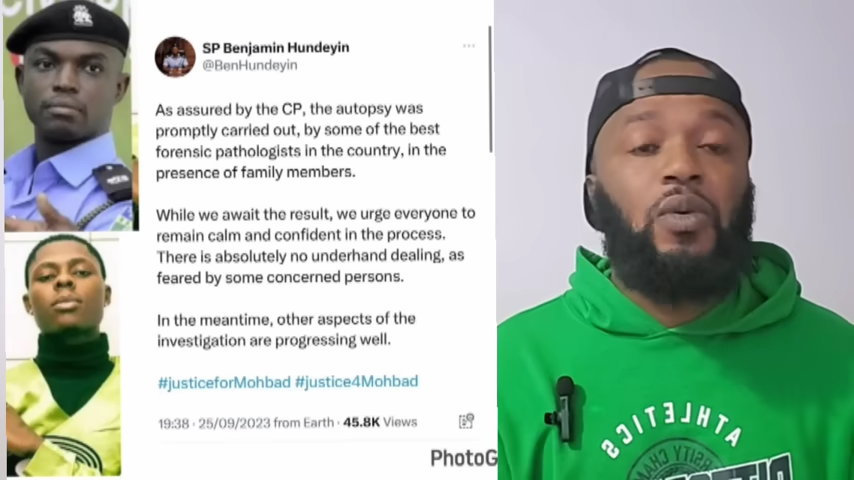 SP Benjamin Hundeyin
@BenHundeyin
As assured by the CP, the autopsy was
promptly carried out, by some of the best
forensic pathologists in the country, in the
presence of family members.
While we await the result, we urge everyone to
remain calm and confident in the process.
There is absolutely no underhand dealing, as
feared by some concerned persons.
In the meantime, other aspects of the
investigation are progressing well.
#justiceforMohbad #justice4Mohbad
19:38 · 25/09/2023 from Earth · 45.8K Views
PhotoG
ATHLETICS